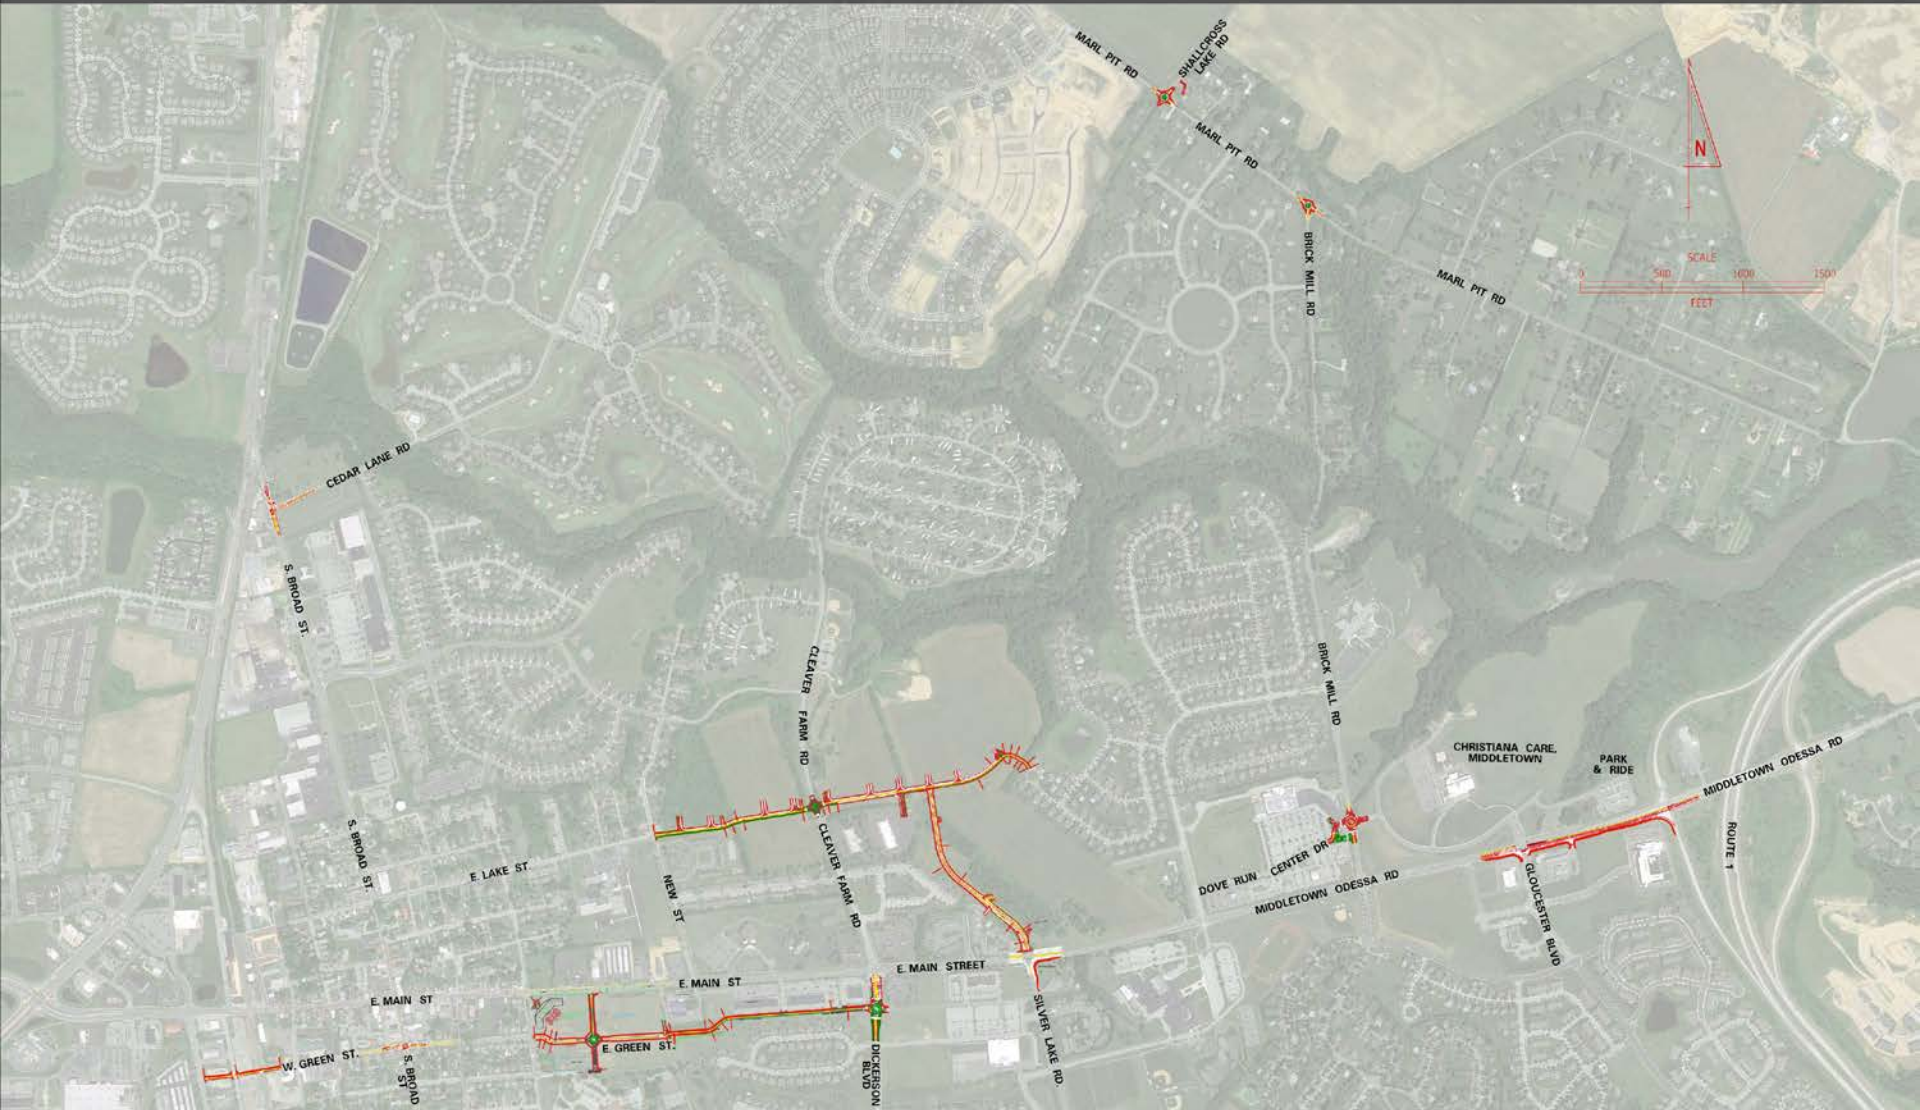 MARL PIT RD
SHALLCROSS
LAKE RD
MARL PIT RD
N
BRICK MILL RD
MARL PIT RD
SCALE
0 500 1000 1500
FEET
CEDAR LANE RD
S. BROAD ST.
CLEAVER FARM RD
BRICK MILL RD
CHRISTIANA CARE,
MIDDLETOWN
PARK
& RIDE
MIDDLETOWN ODESSA RD
ROUTE 1
S. BROAD ST.
E. LAKE ST.
NEW ST
CLEAVER FARM RD
DOVE RUN CENTER DR
MIDDLETOWN ODESSA RD
GLOUCESTER BLVD
E. MAIN STREET
E. MAIN ST
E. MAIN ST
SILVER LAKE RD.
W. GREEN ST.
S. BROAD
ST
E. GREEN ST.
DICKERSON
BLVD